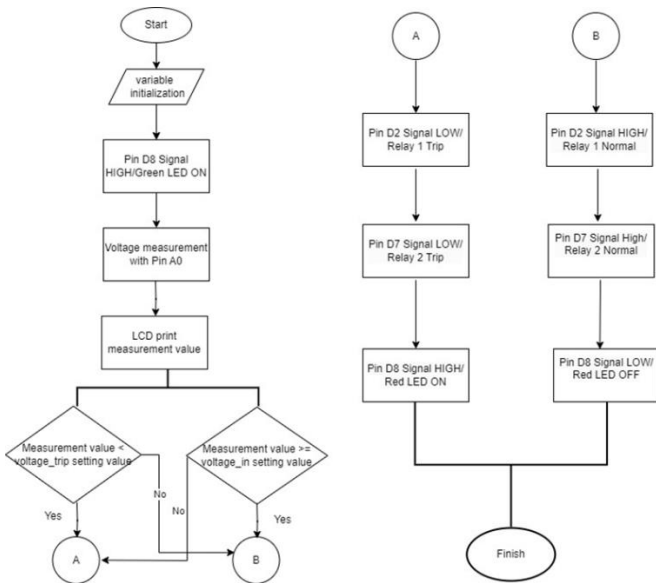 Start
variable
initialization
Pin D8 Signal
HIGH/Green LED ON
Voltage measurement
with Pin A0
LCD print
measurement value
Measurement value <
voltage_trip setting value
Measurement value >=
voltage_in setting value
No
No
Yes
Yes
A
B
A
Pin D2 Signal LOW/
Relay 1 Trip
Pin D7 Signal LOW/
Relay 2 Trip
Pin D8 Signal HIGH/
Red LED ON
B
Pin D2 Signal HIGH/
Relay 1 Normal
Pin D7 Signal High/
Relay 2 Normal
Pin D8 Signal LOW/
Red LED OFF
Finish